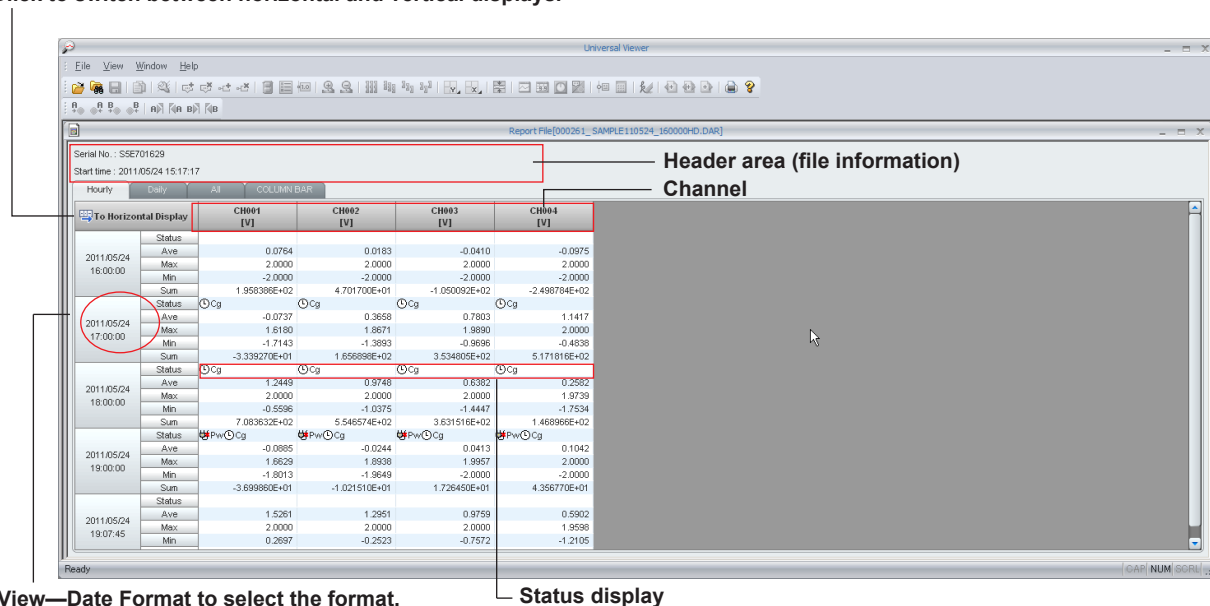 Click to switch between horizontal and vertical displays.
Universal Viewer
File View Window Help
Report File[000261_ SAMPLE110524_160000HD.DAR]
Serial No. : S5E701629
Start time : 2011/05/24 15:17:17
Header area (file information)
Channel
Hourly Daily All COLUMN BAR
To Horizontal Display CH001 [V] CH002 [V] CH003 [V] CH004 [V]
2011/05/24 16:00:00
Status
Ave 0.0764 0.0183 -0.0410 -0.0975
Max 2.0000 2.0000 2.0000 2.0000
Min -2.0000 -2.0000 -2.0000 -2.0000
Sum 1.958386E+02 4.701700E+01 -1.050092E+02 -2.498784E+02
2011/05/24 17:00:00
Status Cg Cg Cg Cg
Ave -0.0737 0.3658 0.7803 1.1417
Max 1.6180 1.8671 1.9890 2.0000
Min -1.7143 -1.3893 -0.9696 -0.4838
Sum -3.339270E+01 1.656898E+02 3.534805E+02 5.171816E+02
2011/05/24 18:00:00
Status Cg Cg Cg Cg
Ave 1.2449 0.9748 0.6382 0.2582
Max 2.0000 2.0000 2.0000 1.9739
Min -0.5596 -1.0375 -1.4447 -1.7534
Sum 7.083632E+02 5.546574E+02 3.631516E+02 1.468966E+02
2011/05/24 19:00:00
Status Pw Cg Pw Cg Pw Cg Pw Cg
Ave -0.0885 -0.0244 0.0413 0.1042
Max 1.6629 1.8938 1.9957 2.0000
Min -1.8013 -1.9649 -2.0000 -2.0000
Sum -3.699860E+01 -1.021510E+01 1.726450E+01 4.356770E+01
2011/05/24 19:07:45
Status
Ave 1.5261 1.2951 0.9759 0.5902
Max 2.0000 2.0000 2.0000 1.9598
Min 0.2697 -0.2523 -0.7572 -1.2105
Ready CAP NUM SCRL
View—Date Format to select the format.
Status display